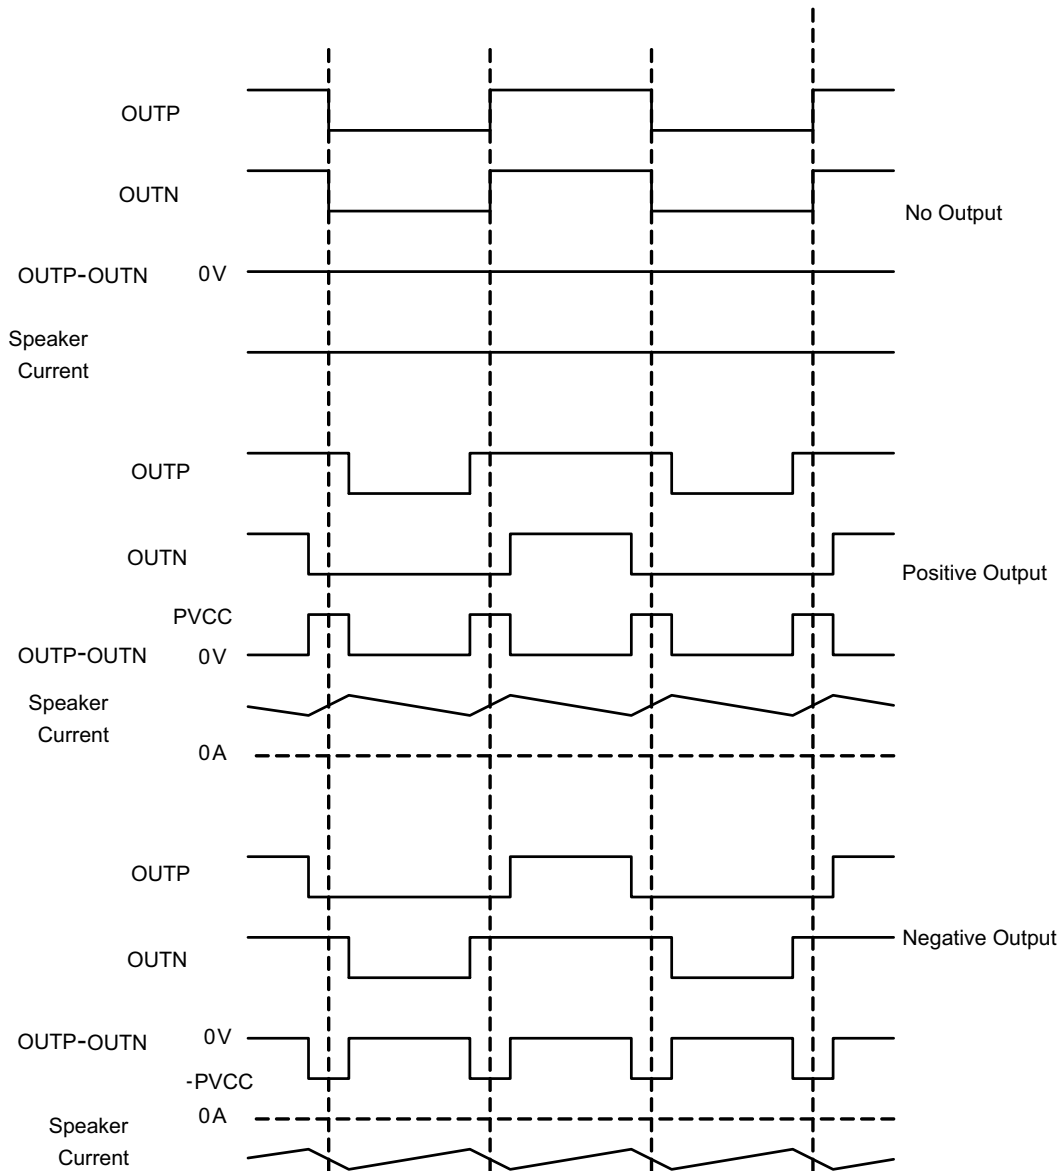 OUTP
OUTN
No Output
OUTP-OUTN 0V
Speaker
Current
OUTP
OUTN
Positive Output
PVCC
OUTP-OUTN 0V
Speaker
Current
0A
OUTP
Negative Output
OUTN
OUTP-OUTN 0V
-PVCC
0A
Speaker
Current